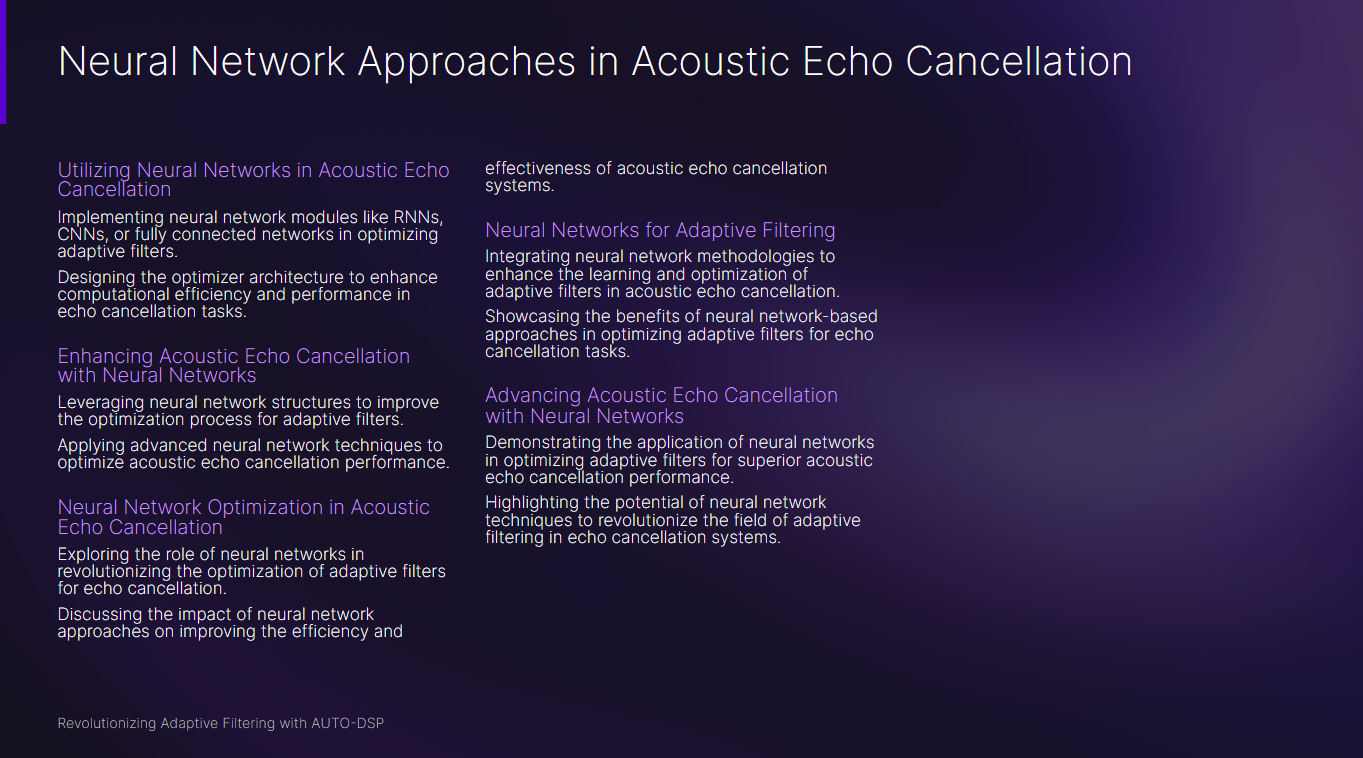 Neural Network Approaches in Acoustic Echo Cancellation
Utilizing Neural Networks in Acoustic Echo
Cancellation
Implementing neural network modules like RNNs,
CNNs, or fully connected networks in optimizing
adaptive filters.
Designing the optimizer architecture to enhance
computational efficiency and performance in
echo cancellation tasks.
Enhancing Acoustic Echo Cancellation
with Neural Networks
Leveraging neural network structures to improve
the optimization process for adaptive filters.
Applying advanced neural network techniques to
optimize acoustic echo cancellation performance.
Neural Network Optimization in Acoustic
Echo Cancellation
Exploring the role of neural networks in
revolutionizing the optimization of adaptive filters
for echo cancellation.
Discussing the impact of neural network
approaches on improving the efficiency and
effectiveness of acoustic echo cancellation
systems.
Neural Networks for Adaptive Filtering
Integrating neural network methodologies to
enhance the learning and optimization of
adaptive filters in acoustic echo cancellation.
Showcasing the benefits of neural network-based
approaches in optimizing adaptive filters for echo
cancellation tasks.
Advancing Acoustic Echo Cancellation
with Neural Networks
Demonstrating the application of neural networks
in optimizing adaptive filters for superior acoustic
echo cancellation performance.
Highlighting the potential of neural network
techniques to revolutionize the field of adaptive
filtering in echo cancellation systems.
Revolutionizing Adaptive Filtering with AUTO-DSP